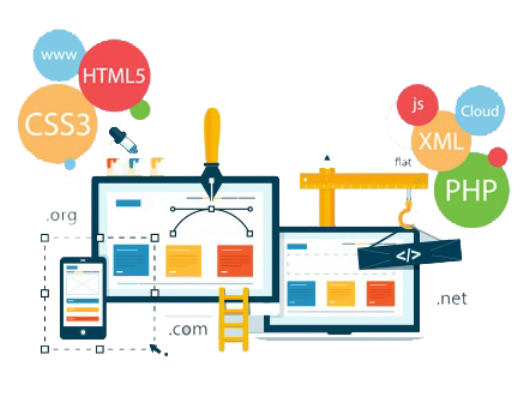 www
HTML5
CSS3
js
Cloud
XML
flat
PHP
.org
</>
.net
.com